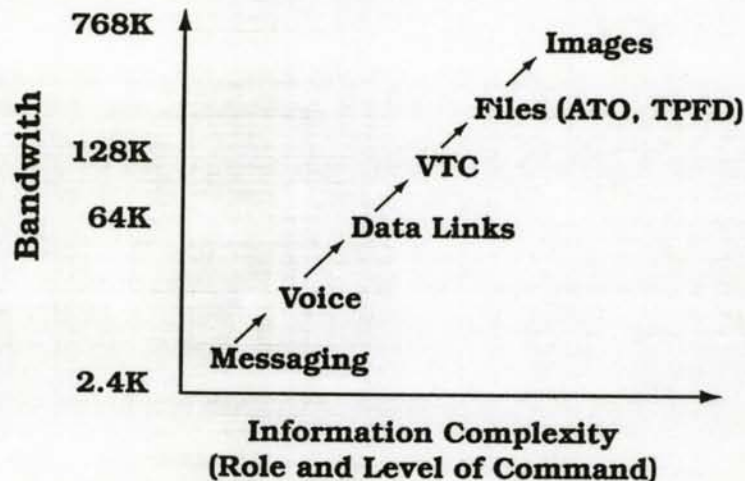 768K
Images
Files (ATO, TPFD)
128K
VTC
64K
Data Links
Voice
Messaging
2.4K
Bandwith
Information Complexity
(Role and Level of Command)